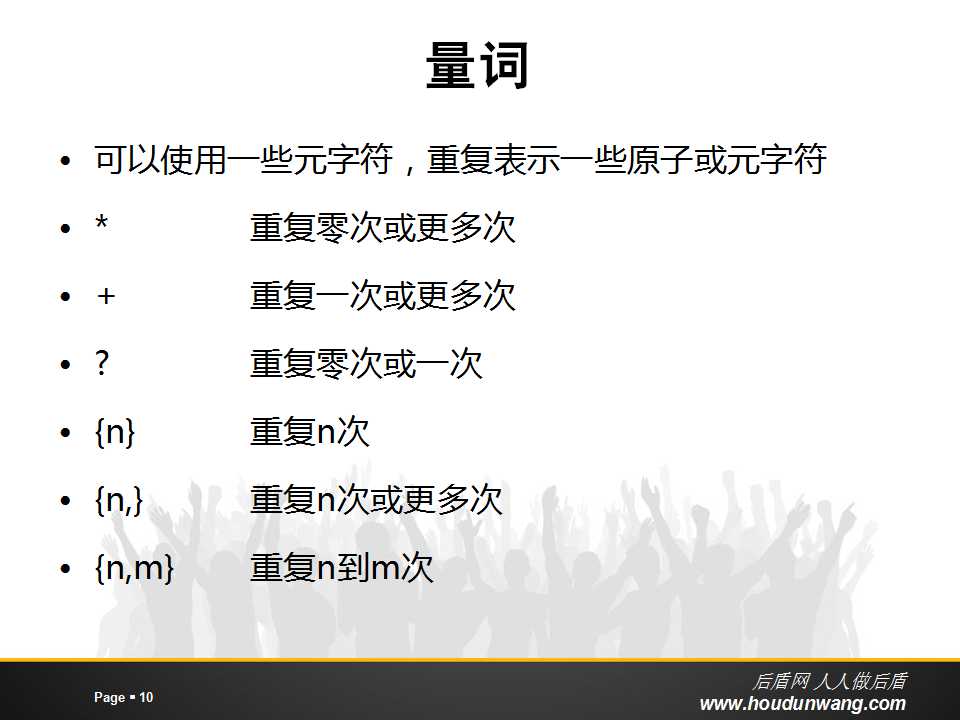 量词
• 可以使用一些元字符，重复表示一些原子或元字符
• * 重复零次或更多次
• + 重复一次或更多次
• ? 重复零次或一次
• {n} 重复n次
• {n,} 重复n次或更多次
• {n,m} 重复n到m次
后盾网 人人做后盾
Page ▪ 10
www.houdunwang.com